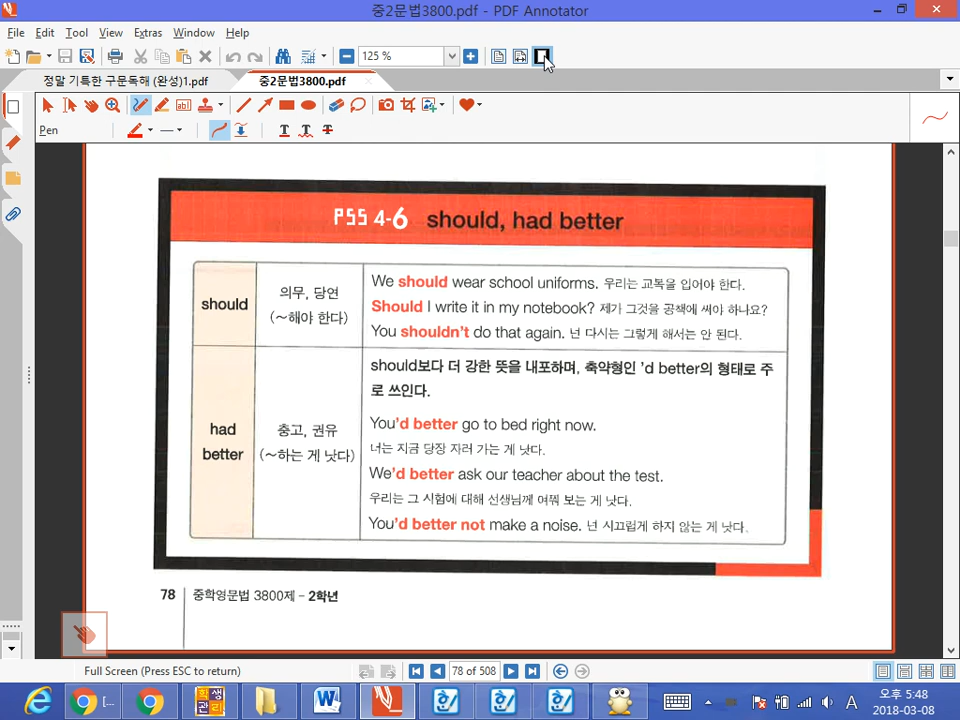 중2문법3800.pdf - PDF Annotator
File Edit Tool View Extras Window Help
125 %
정말 기특한 구문독해 (완성)1.pdf
중2문법3800.pdf
Pen
PSS 4-6 should, had better
should
의무, 당연
(~해야 한다)
We should wear school uniforms. 우리는 교복을 입어야 한다.
Should I write it in my notebook? 제가 그것을 공책에 써야 하나요?
You shouldn't do that again. 넌 다시는 그렇게 해서는 안 된다.
had
better
충고, 권유
(~하는 게 낫다)
should보다 더 강한 뜻을 내포하며, 축약형인 'd better의 형태로 주
로 쓰인다.
You'd better go to bed right now.
너는 지금 당장 자러 가는 게 낫다.
We'd better ask our teacher about the test.
우리는 그 시험에 대해 선생님께 여쭤 보는 게 낫다.
You'd better not make a noise. 넌 시끄럽게 하지 않는 게 낫다.
78 중학영문법 3800제 – 2학년
Full Screen (Press ESC to return)
78 of 508
[...
학생
관리
A
오후 5:48
2018-03-08